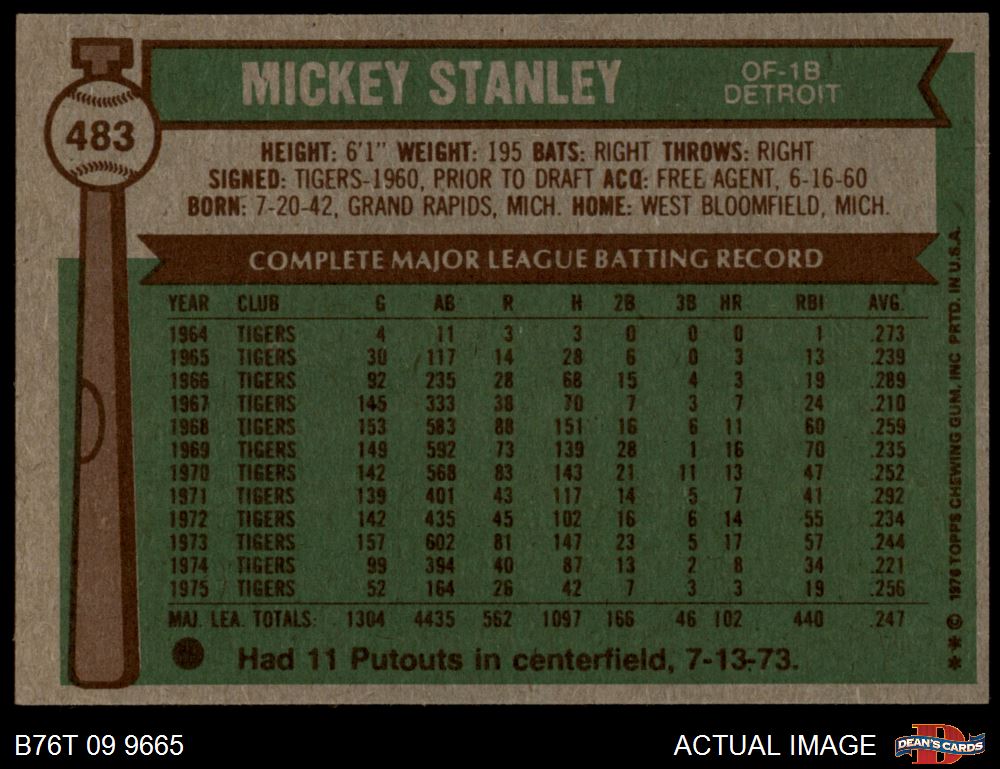 MICKEY STANLEY
OF-1B
DETROIT
483
HEIGHT: 6'1" WEIGHT: 195 BATS: RIGHT THROWS: RIGHT
SIGNED: TIGERS-1960, PRIOR TO DRAFT ACQ: FREE AGENT, 6-16-60
BORN: 7-20-42, GRAND RAPIDS, MICH. HOME: WEST BLOOMFIELD, MICH.
COMPLETE MAJOR LEAGUE BATTING RECORD
YEAR CLUB G AB R H 2B 3B HR RBI AVG.
1964 TIGERS 4 11 3 3 0 0 0 1 .273
1965 TIGERS 30 117 14 28 6 0 3 13 .239
1966 TIGERS 92 235 28 68 15 4 3 19 .289
1967 TIGERS 145 333 38 70 7 3 7 24 .210
1968 TIGERS 153 583 88 151 16 6 11 60 .259
1969 TIGERS 149 592 73 139 28 1 16 70 .235
1970 TIGERS 142 568 83 143 21 11 13 47 .252
1971 TIGERS 139 401 43 117 14 5 7 41 .292
1972 TIGERS 142 435 45 102 16 6 14 55 .234
1973 TIGERS 157 602 81 147 23 5 17 57 .244
1974 TIGERS 99 394 40 87 13 2 8 34 .221
1975 TIGERS 52 164 26 42 7 3 3 19 .256
MAJ. LEA. TOTALS: 1304 4435 562 1097 166 46 102 440 .247
Had 11 Putouts in centerfield, 7-13-73.
** © 1976 TOPPS CHEWING GUM, INC PRTD. IN U.S.A.
B76T 09 9665
ACTUAL IMAGE
D
DEAN'S CARDS